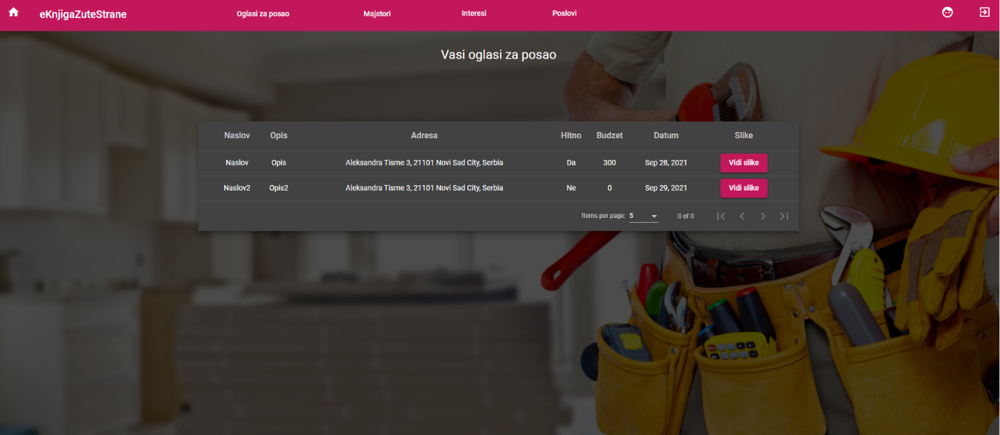 eKnjigaZuteStrane Oglasi za posao Majstori Interesi Poslovi
Vasi oglasi za posao
Naslov Opis Adresa Hitno Budzet Datum Slike
Naslov Opis Aleksandra Tisme 3, 21101 Novi Sad City, Serbia Da 300 Sep 28, 2021 Vidi slike
Naslov2 Opis2 Aleksandra Tisme 3, 21101 Novi Sad City, Serbia Ne 0 Sep 29, 2021 Vidi slike
Items per page: 5 0 of 0